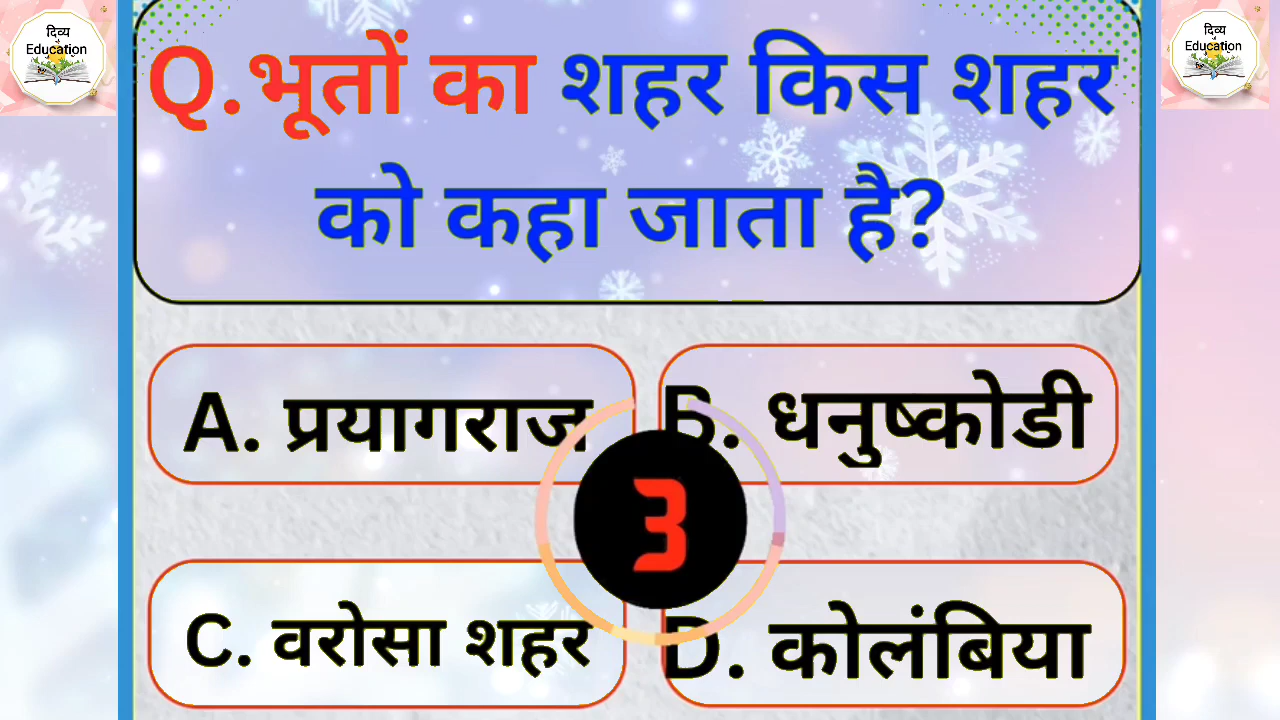 दिव्य
Education
दिव्य
Education
Q. भूतों का शहर किस शहर
को कहा जाता है?
A. प्रयागराज
B. धनुष्कोडी
3
C. वरोसा शहर
D. कोलंबिया